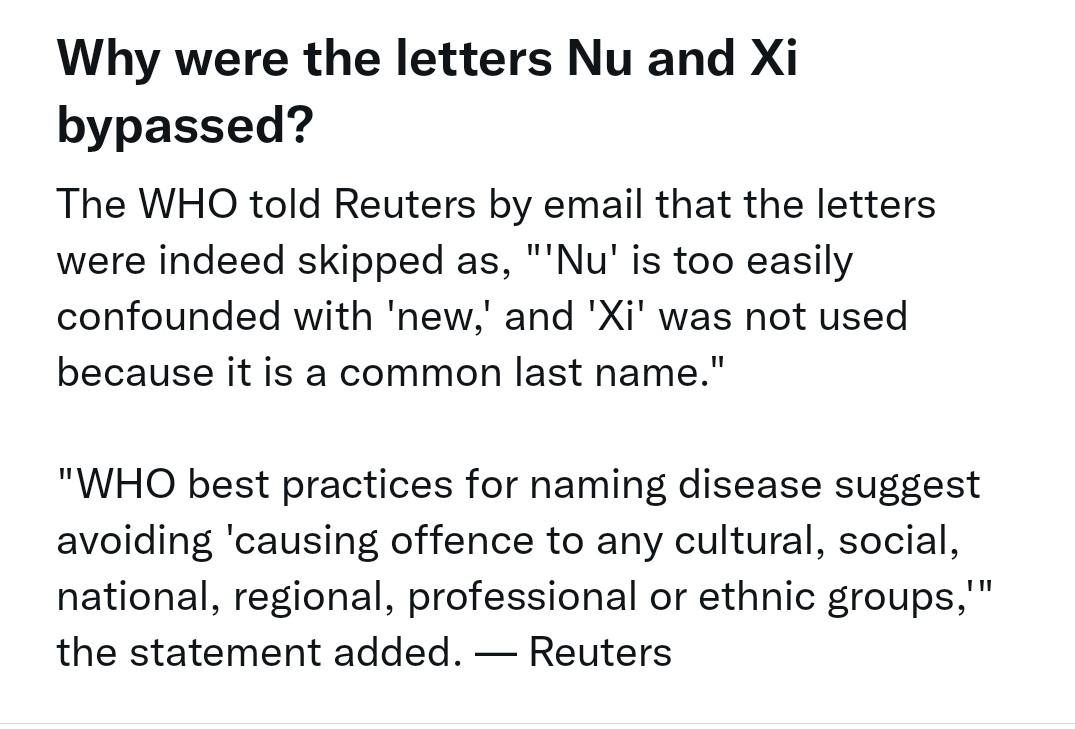 Why were the letters Nu and Xi
bypassed?
The WHO told Reuters by email that the letters
were indeed skipped as, "'Nu' is too easily
confounded with 'new,' and 'Xi' was not used
because it is a common last name."
"WHO best practices for naming disease suggest
avoiding 'causing offence to any cultural, social,
national, regional, professional or ethnic groups,'"
the statement added. — Reuters